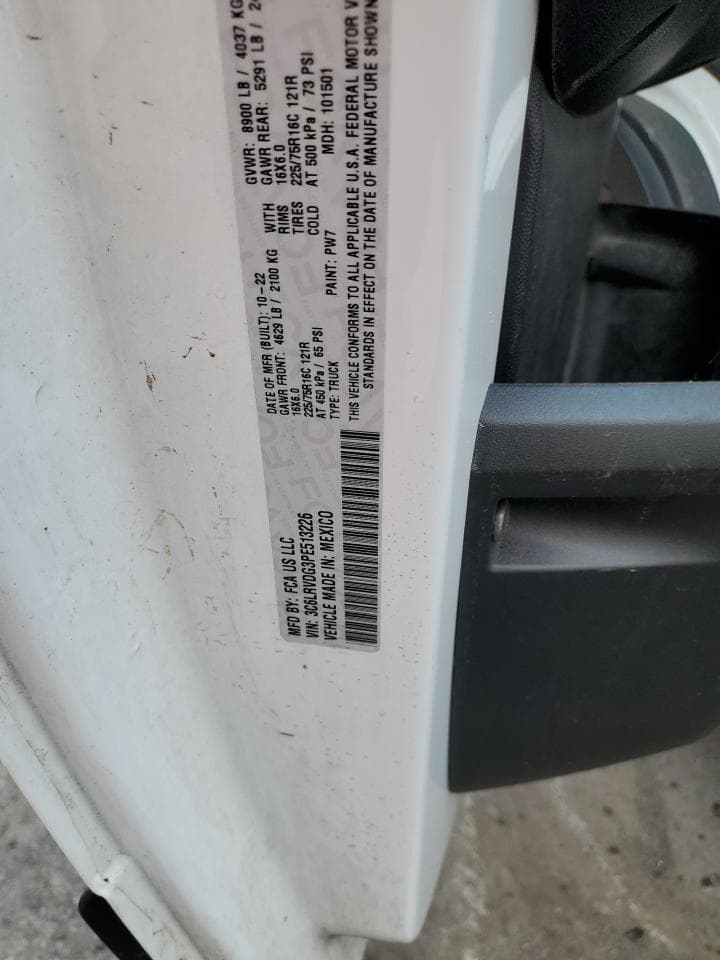 MFD BY: FCA US LLC
DATE OF MFR (BUILT): 10-22
GVWR: 8900 LB / 4037 KG
GAWR FRONT: 4629 LB / 2100 KG
WITH
GAWR REAR: 5291 LB /
16X6.0
RIMS
16X6.0
225/75R16C 121R
TIRES
225/75R16C 121R
AT 450 kPa / 65 PSI
COLD
AT 500 kPa / 73 PSI
VIN: 3C6LRVDG3PE513226
TYPE: TRUCK
PAINT: PW7
MDH: 101501
VEHICLE MADE IN: MEXICO
THIS VEHICLE CONFORMS TO ALL APPLICABLE U.S.A. FEDERAL MOTOR V
STANDARDS IN EFFECT ON THE DATE OF MANUFACTURE SHOWN